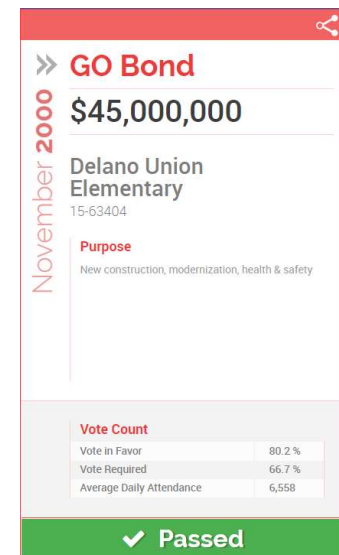 GO Bond
November 2000
$45,000,000
Delano Union
Elementary
15-63404
Purpose
New construction, modernization, health & safety
Vote Count
Vote in Favor 80.2 %
Vote Required 66.7 %
Average Daily Attendance 6,558
Passed